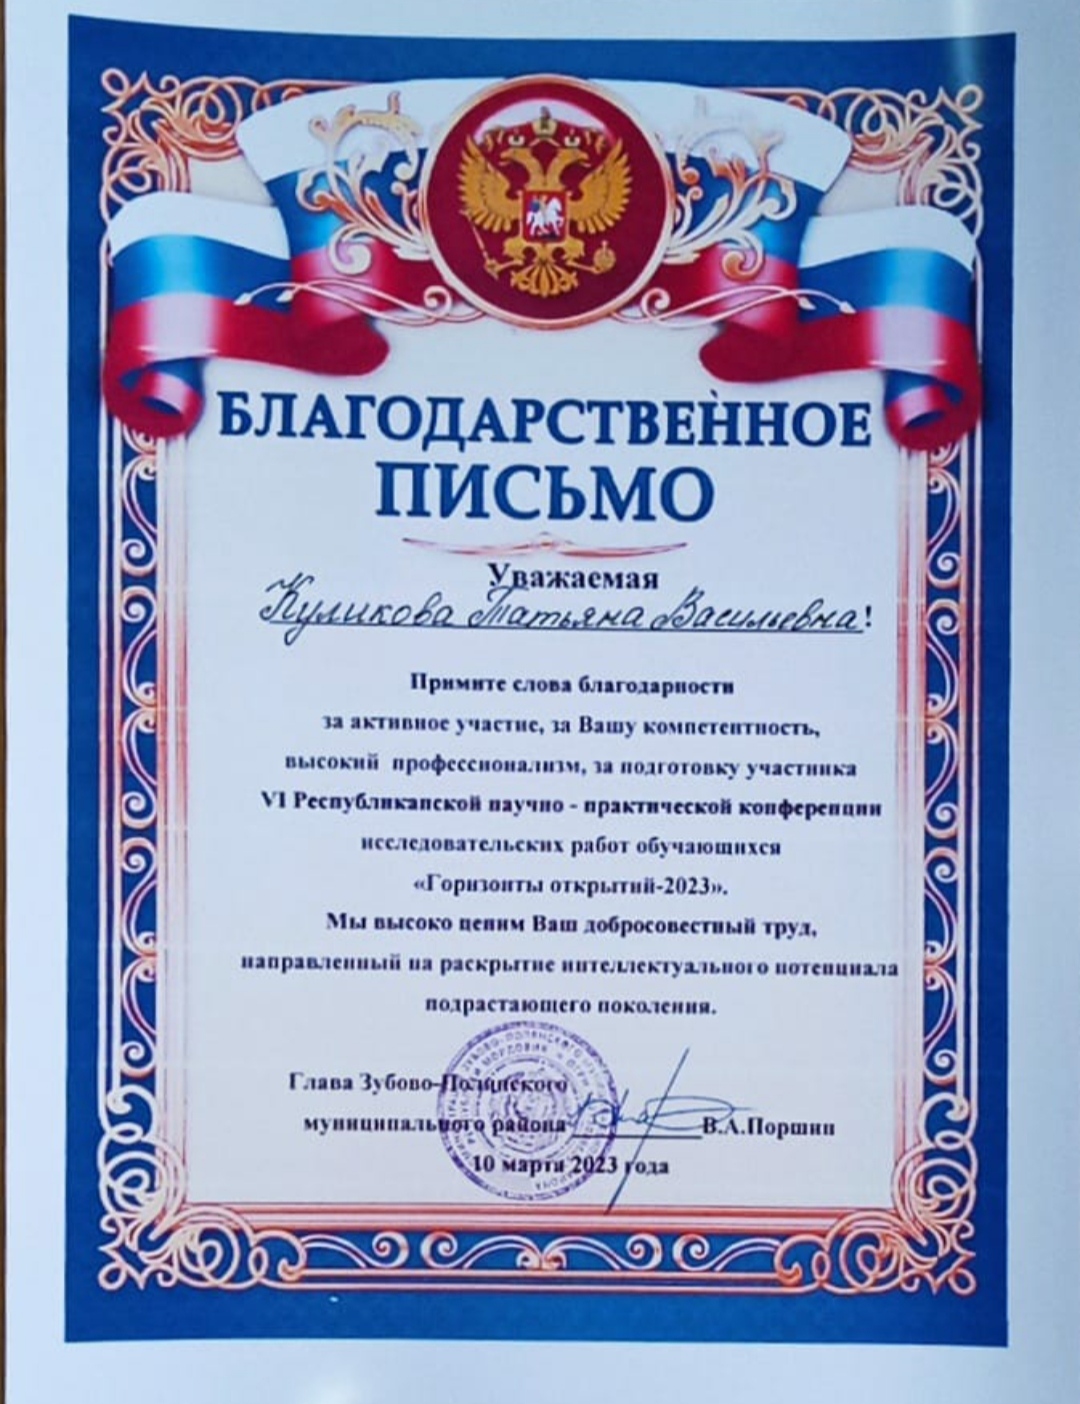 БЛАГОДАРСТВЕННОЕ
ПИСЬМО
Уважаемая
Куликова Татьяна Васильевна!
Примите слова благодарности
за активное участие, за Вашу компетентность,
высокий профессионализм, за подготовку участника
VI Республиканской научно - практической конференции
исследовательских работ обучающихся
«Горизонты открытий-2023».
Мы высоко ценим Ваш добросовестный труд,
направленный на раскрытие интеллектуального потенциала
подрастающего поколения.
Глава Зубово-Полянского
муниципального района В.А.Поршин
10 марта 2023 года